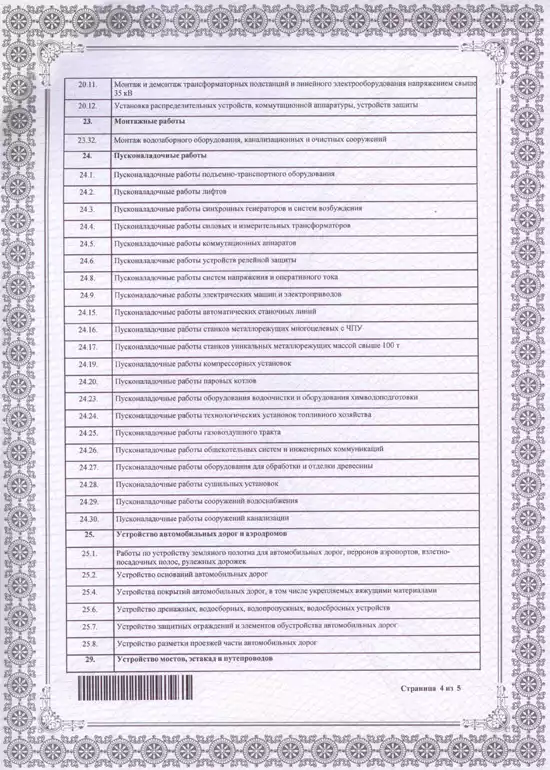 20.11. Монтаж и демонтаж трансформаторных подстанций и линейного электрооборудования напряжением свыше
35 кВ
20.12. Установка распределительных устройств, коммутационной аппаратуры, устройств защиты
23. Монтажные работы
23.32. Монтаж водозаборного оборудования, канализационных и очистных сооружений
24. Пусконаладочные работы
24.1. Пусконаладочные работы подъемно-транспортного оборудования
24.2. Пусконаладочные работы лифтов
24.3. Пусконаладочные работы синхронных генераторов и систем возбуждения
24.4. Пусконаладочные работы силовых и измерительных трансформаторов
24.5. Пусконаладочные работы коммутационных аппаратов
24.6. Пусконаладочные работы устройств релейной защиты
24.8. Пусконаладочные работы систем напряжения и оперативного тока
24.9. Пусконаладочные работы электрических машин и электроприводов
24.15. Пусконаладочные работы автоматических станочных линий
24.16. Пусконаладочные работы станков металлорежущих многоцелевых с ЧПУ
24.17. Пусконаладочные работы станков уникальных металлорежущих массой свыше 100 т
24.19. Пусконаладочные работы компрессорных установок
24.20. Пусконаладочные работы паровых котлов
24.23. Пусконаладочные работы оборудования водоочистки и оборудования химводоподготовки
24.24. Пусконаладочные работы технологических установок топливного хозяйства
24.25. Пусконаладочные работы газовоздушного тракта
24.26. Пусконаладочные работы общекотельных систем и инженерных коммуникаций
24.27. Пусконаладочные работы оборудования для обработки и отделки древесины
24.28. Пусконаладочные работы сушильных установок
24.29. Пусконаладочные работы сооружений водоснабжения
24.30. Пусконаладочные работы сооружений канализации
25. Устройство автомобильных дорог и аэродромов
25.1. Работы по устройству земляного полотна для автомобильных дорог, перронов аэропортов, взлетно-
посадочных полос, рулежных дорожек
25.2. Устройство оснований автомобильных дорог
25.4. Устройства покрытий автомобильных дорог, в том числе укрепляемых вяжущими материалами
25.6. Устройство дренажных, водосборных, водопропускных, водосбросных устройств
25.7. Устройство защитных ограждений и элементов обустройства автомобильных дорог
25.8. Устройство разметки проезжей части автомобильных дорог
29. Устройство мостов, эстакад и путепроводов
Страница 4 из 5